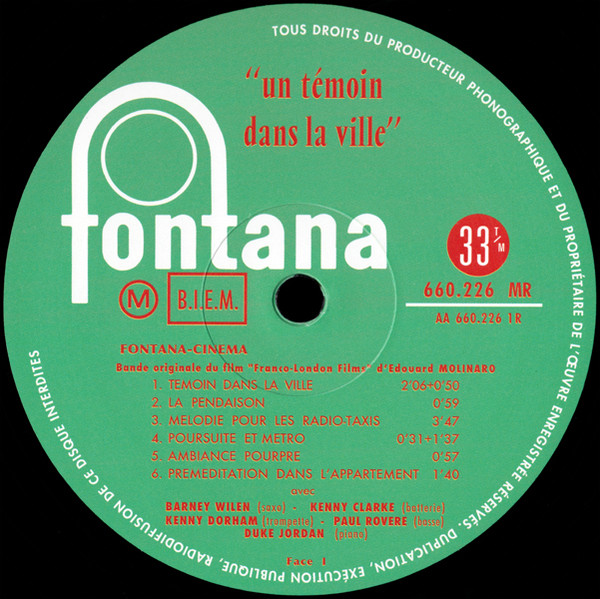 TOUS DROITS DU PRODUCTEUR PHONOGRAPHIQUE ET DU PROPRIÉTAIRE DE L'ŒUVRE ENREGISTRÉE RÉSERVÉS. DUPLICATION, EXÉCUTION PUBLIQUE, RADIODIFFUSION DE CE DISQUE INTERDITES
"un témoin
dans la ville"
fontana
33 T/M
M B.I.E.M.
660.226 MR
AA 660.226 1R
FONTANA-CINEMA
Bande originale du film "Franco-London Films" d'Edouard MOLINARO
1. TEMOIN DANS LA VILLE 2'06+0'50
2. LA PENDAISON 0'59
3. MELODIE POUR LES RADIO-TAXIS 3'47
4. POURSUITE ET METRO 0'31+1'37
5. AMBIANCE POURPRE 0'57
6. PREMEDITATION DANS L'APPARTEMENT 1'40
avec
BARNEY WILEN (saxo) - KENNY CLARKE (batterie)
KENNY DORHAM (trompette) - PAUL ROVERE (basse)
DUKE JORDAN (piano)
Face 1